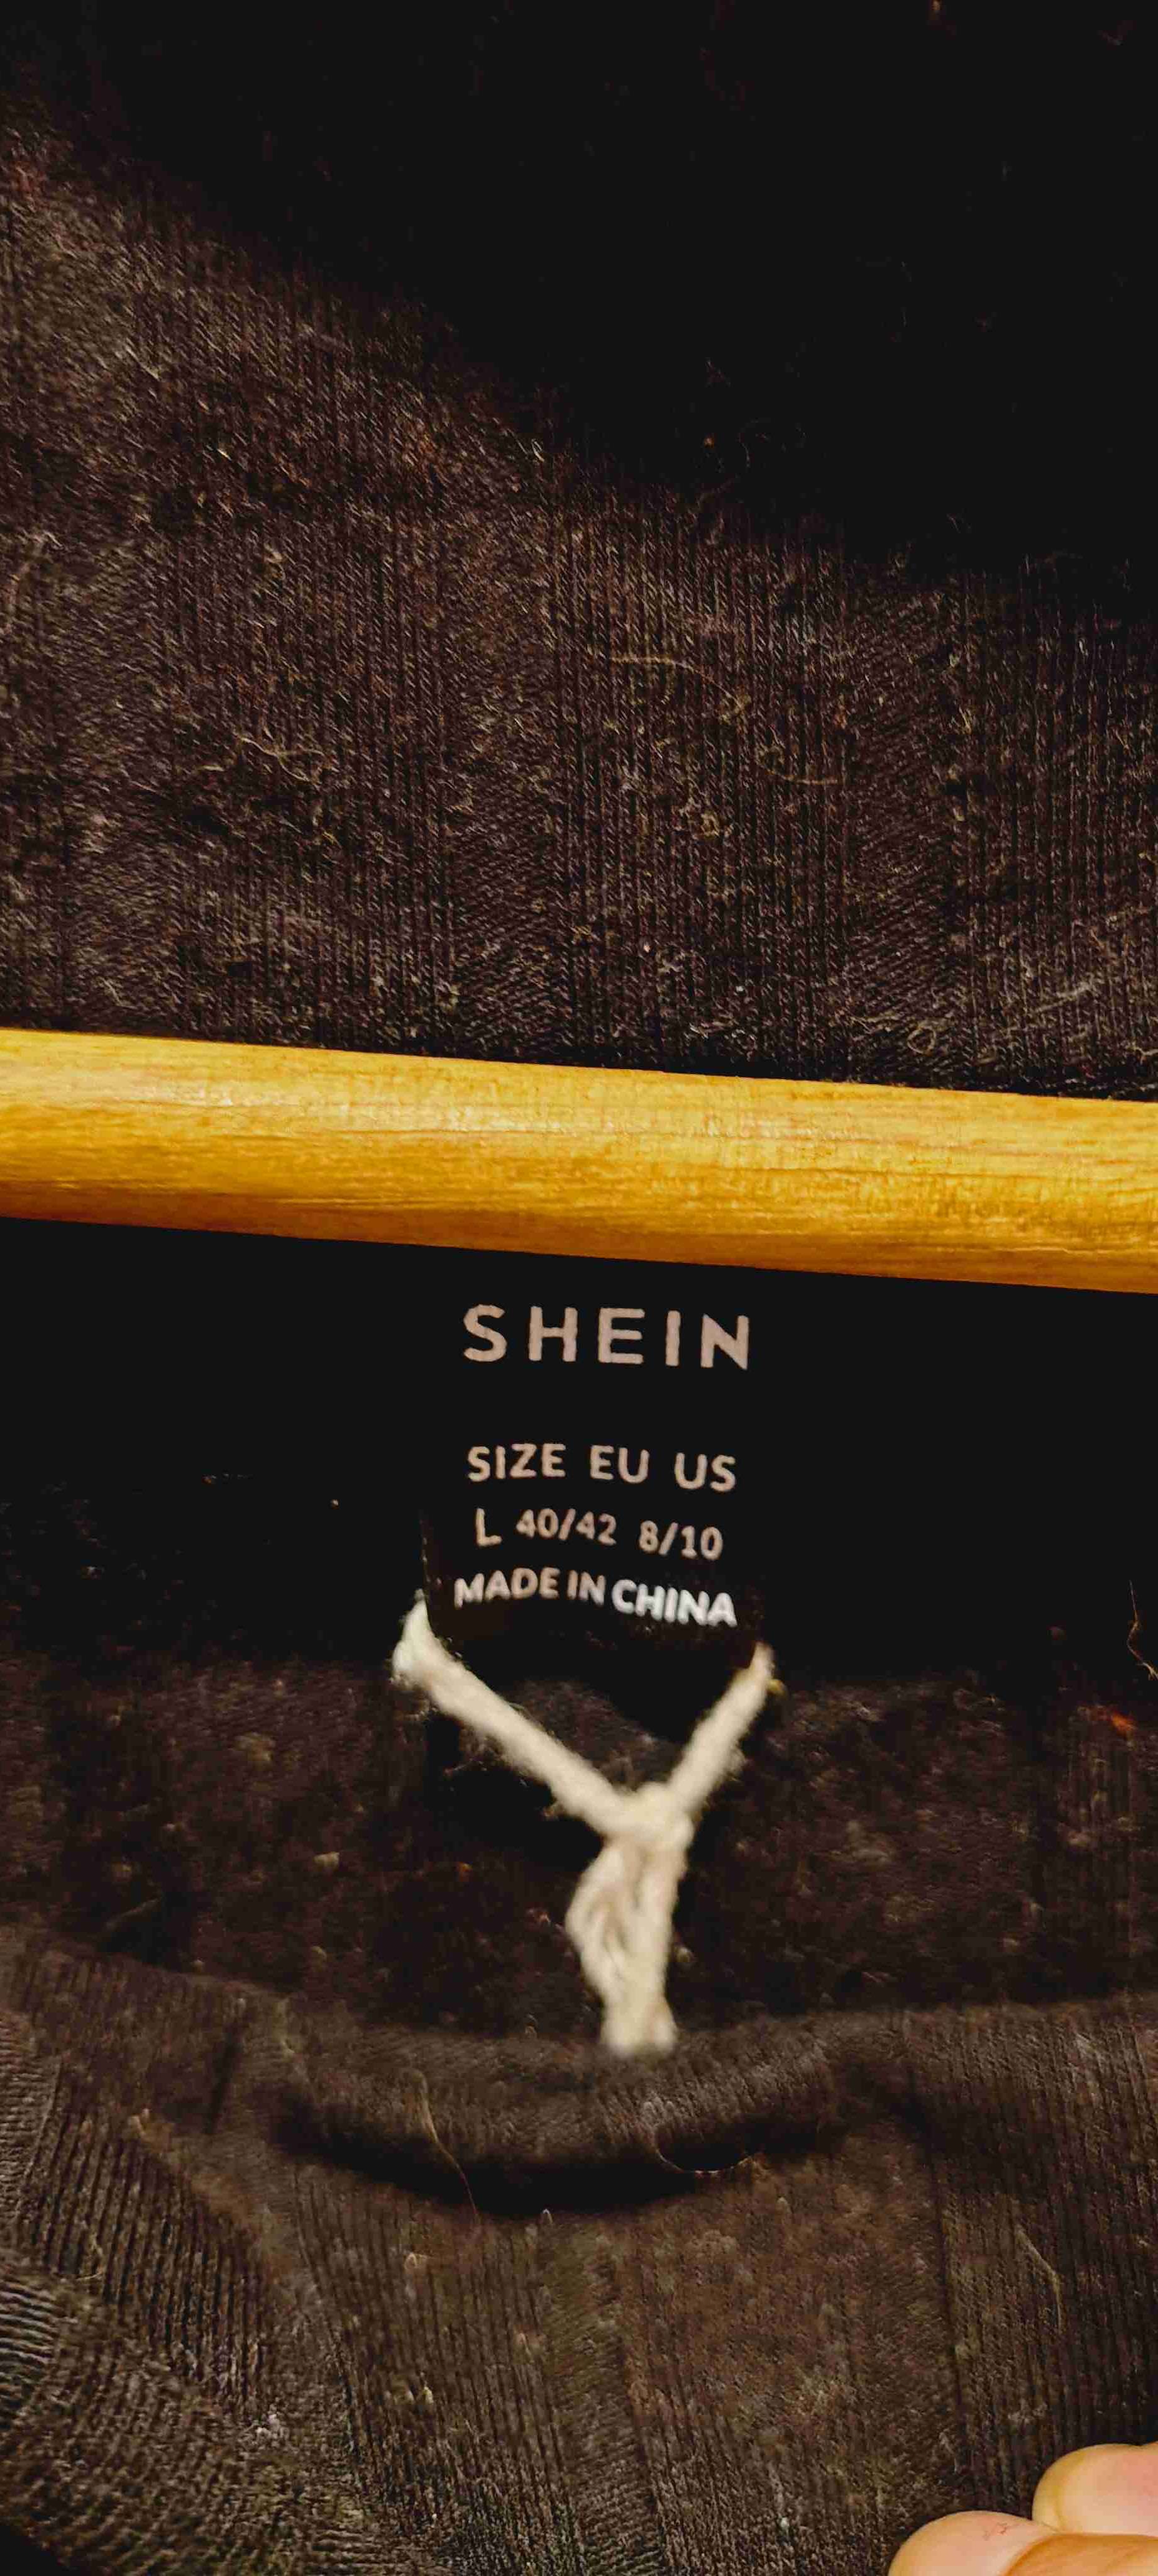 SHEIN
SIZE EU US
L 40/42 8/10
MADE IN CHINA